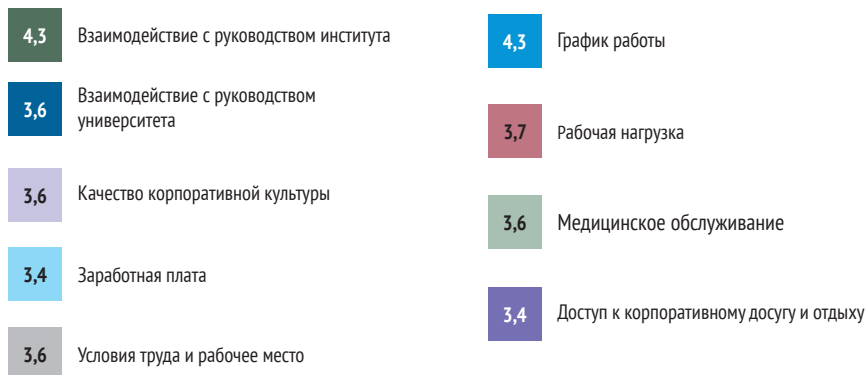 4,3 Взаимодействие с руководством института
3,6 Взаимодействие с руководством
университета
3,6 Качество корпоративной культуры
3,4 Заработная плата
3,6 Условия труда и рабочее место
4,3 График работы
3,7 Рабочая нагрузка
3,6 Медицинское обслуживание
3,4 Доступ к корпоративному досугу и отдыху